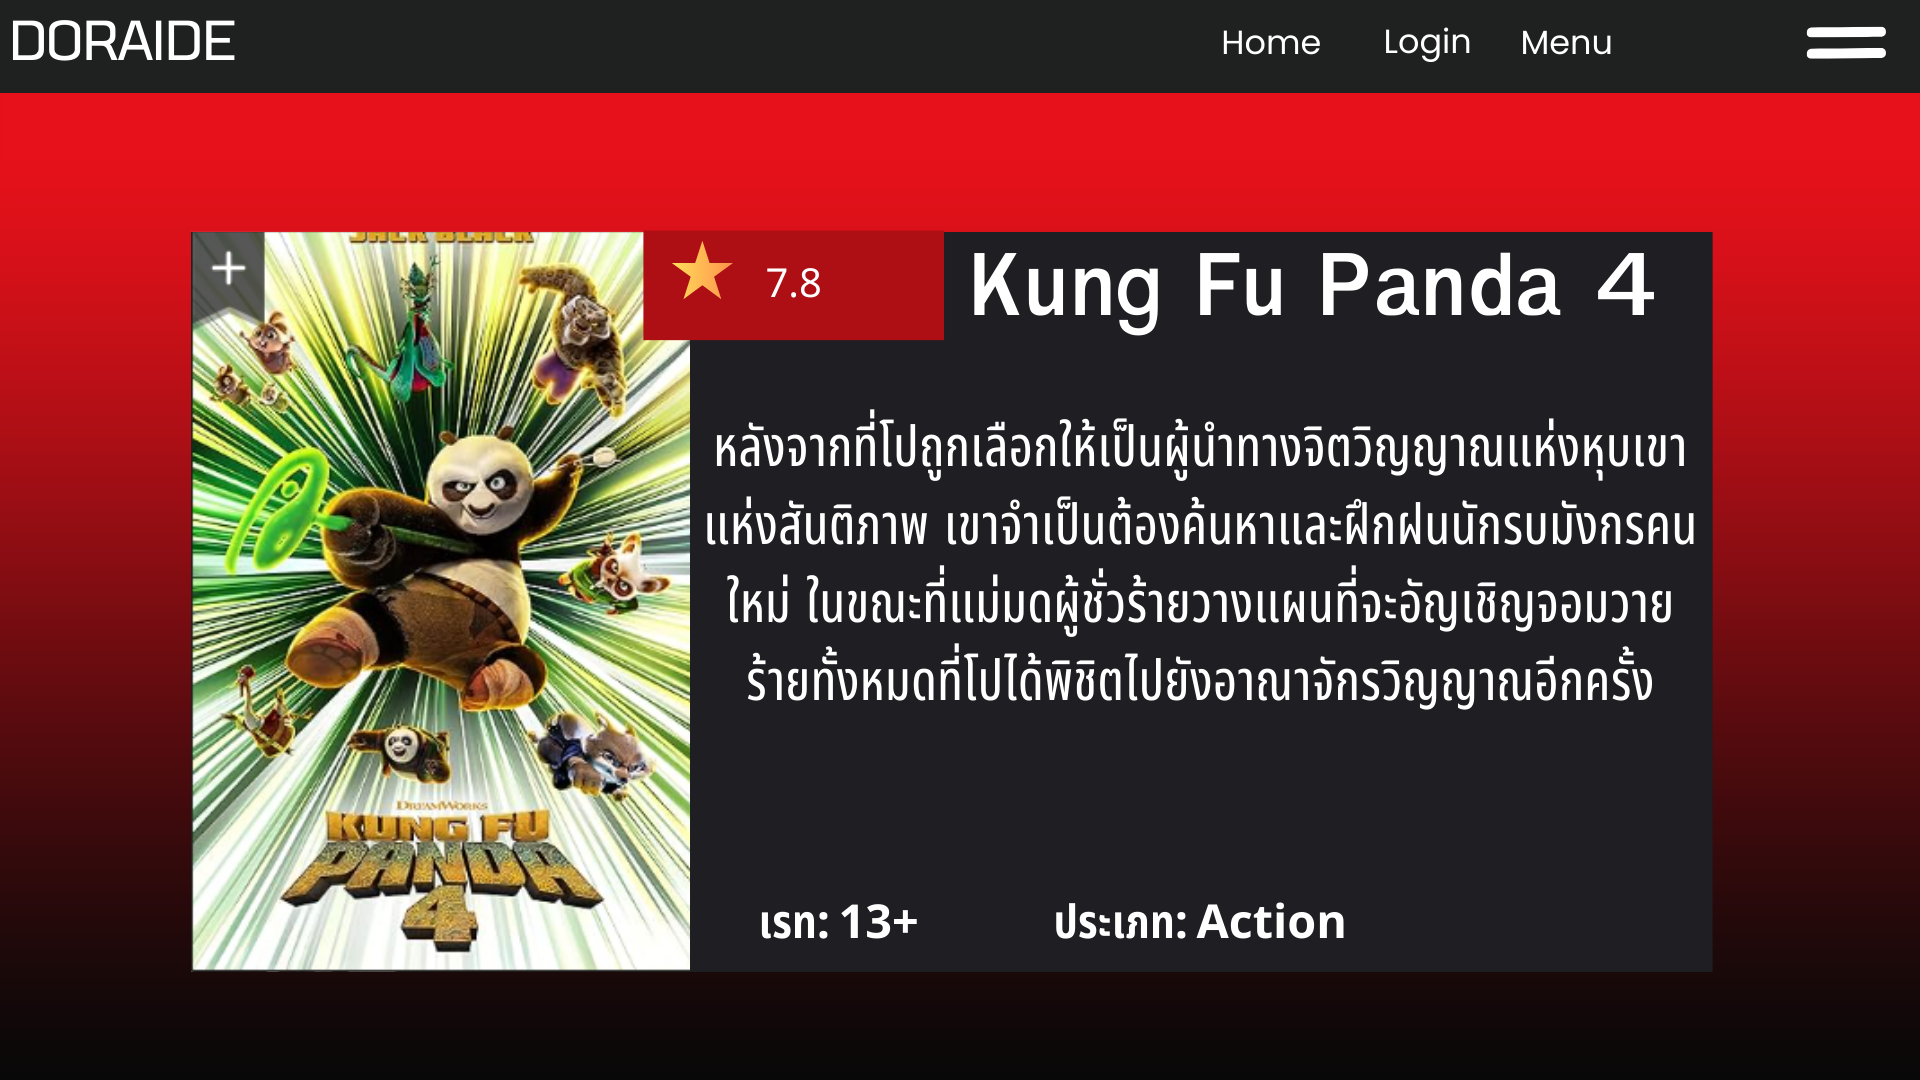 DORAIDE
Home
Login
Menu
JACK BLACK
7.8
Kung Fu Panda 4
หลังจากที่โปถูกเลือกให้เป็นผู้นำทางจิตวิญญาณแห่งหุบเขา
แห่งสันติภาพ เขาจำเป็นต้องค้นหาและฝึกฝนนักรบมังกรคน
ใหม่ ในขณะที่แม่มดผู้ชั่วร้ายวางแผนที่จะอัญเชิญจอมวาย
ร้ายทั้งหมดที่โปได้พิชิตไปยังอาณาจักรวิญญาณอีกครั้ง
DREAMWORKS
KUNG FU
PANDA
4
เรท: 13+
ประเภท: Action